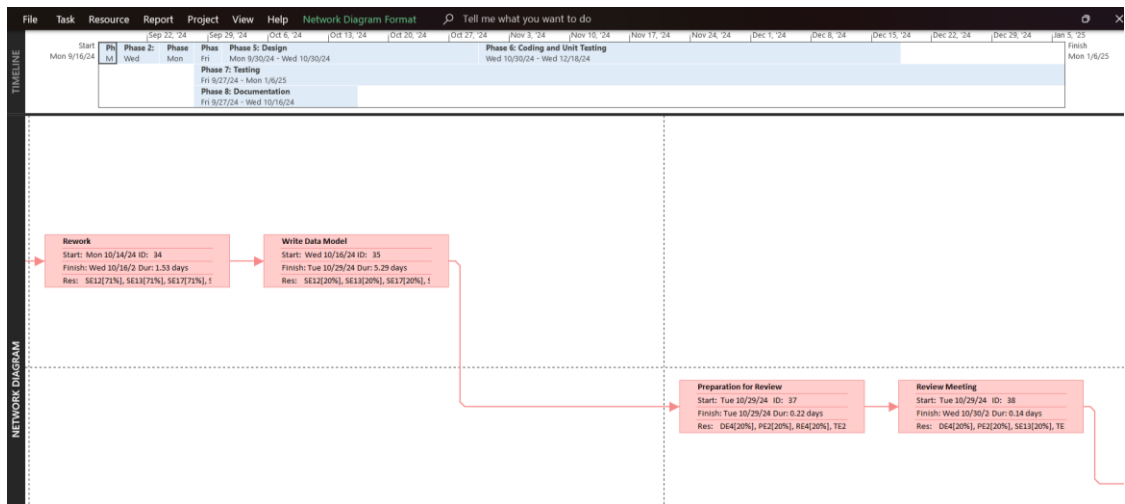 File Task Resource Report Project View Help Network Diagram Format Tell me what you want to do
Sep 22, '24 Sep 29, '24 Oct 6, '24 Oct 13, '24 Oct 20, '24 Oct 27, '24 Nov 3, '24 Nov 10, '24 Nov 17, '24 Nov 24, '24 Dec 1, '24 Dec 8, '24 Dec 15, '24 Dec 22, '24 Dec 29, '24 Jan 5, '25
TIMELINE
Start
Mon 9/16/24
Ph Phase 2: Phase Phas Phase 5: Design Phase 6: Coding and Unit Testing
M Wed Mon Fri Mon 9/30/24 - Wed 10/30/24 Wed 10/30/24 - Wed 12/18/24
Finish
Mon 1/6/25
Phase 7: Testing
Fri 9/27/24 - Mon 1/6/25
Phase 8: Documentation
Fri 9/27/24 - Wed 10/16/24
NETWORK DIAGRAM
Rework
Start: Mon 10/14/24 ID: 34
Finish: Wed 10/16/2 Dur: 1.53 days
Res: SE12[71%], SE13[71%], SE17[71%],
Write Data Model
Start: Wed 10/16/24 ID: 35
Finish: Tue 10/29/24 Dur: 5.29 days
Res: SE12[20%], SE13[20%], SE17[20%],
Preparation for Review
Start: Tue 10/29/24 ID: 37
Finish: Tue 10/29/24 Dur: 0.22 days
Res: DE4[20%], PE2[20%], RE4[20%], TE2
Review Meeting
Start: Tue 10/29/24 ID: 38
Finish: Wed 10/30/2 Dur: 0.14 days
Res: DE4[20%], PE2[20%], SE13[20%], TE